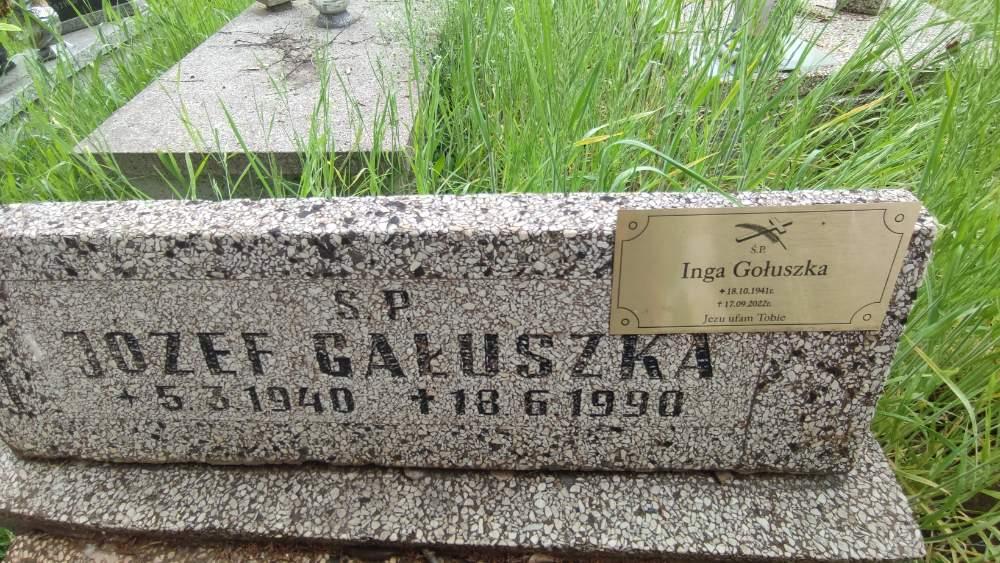 Ś.P.
JÓZEF GAŁUSZKA
* 5.3.1940 † 18.6.1990
Ś.P.
Inga Gołuszka
* 18.10.1941r.
† 17.09.2022r.
Jezu ufam Tobie